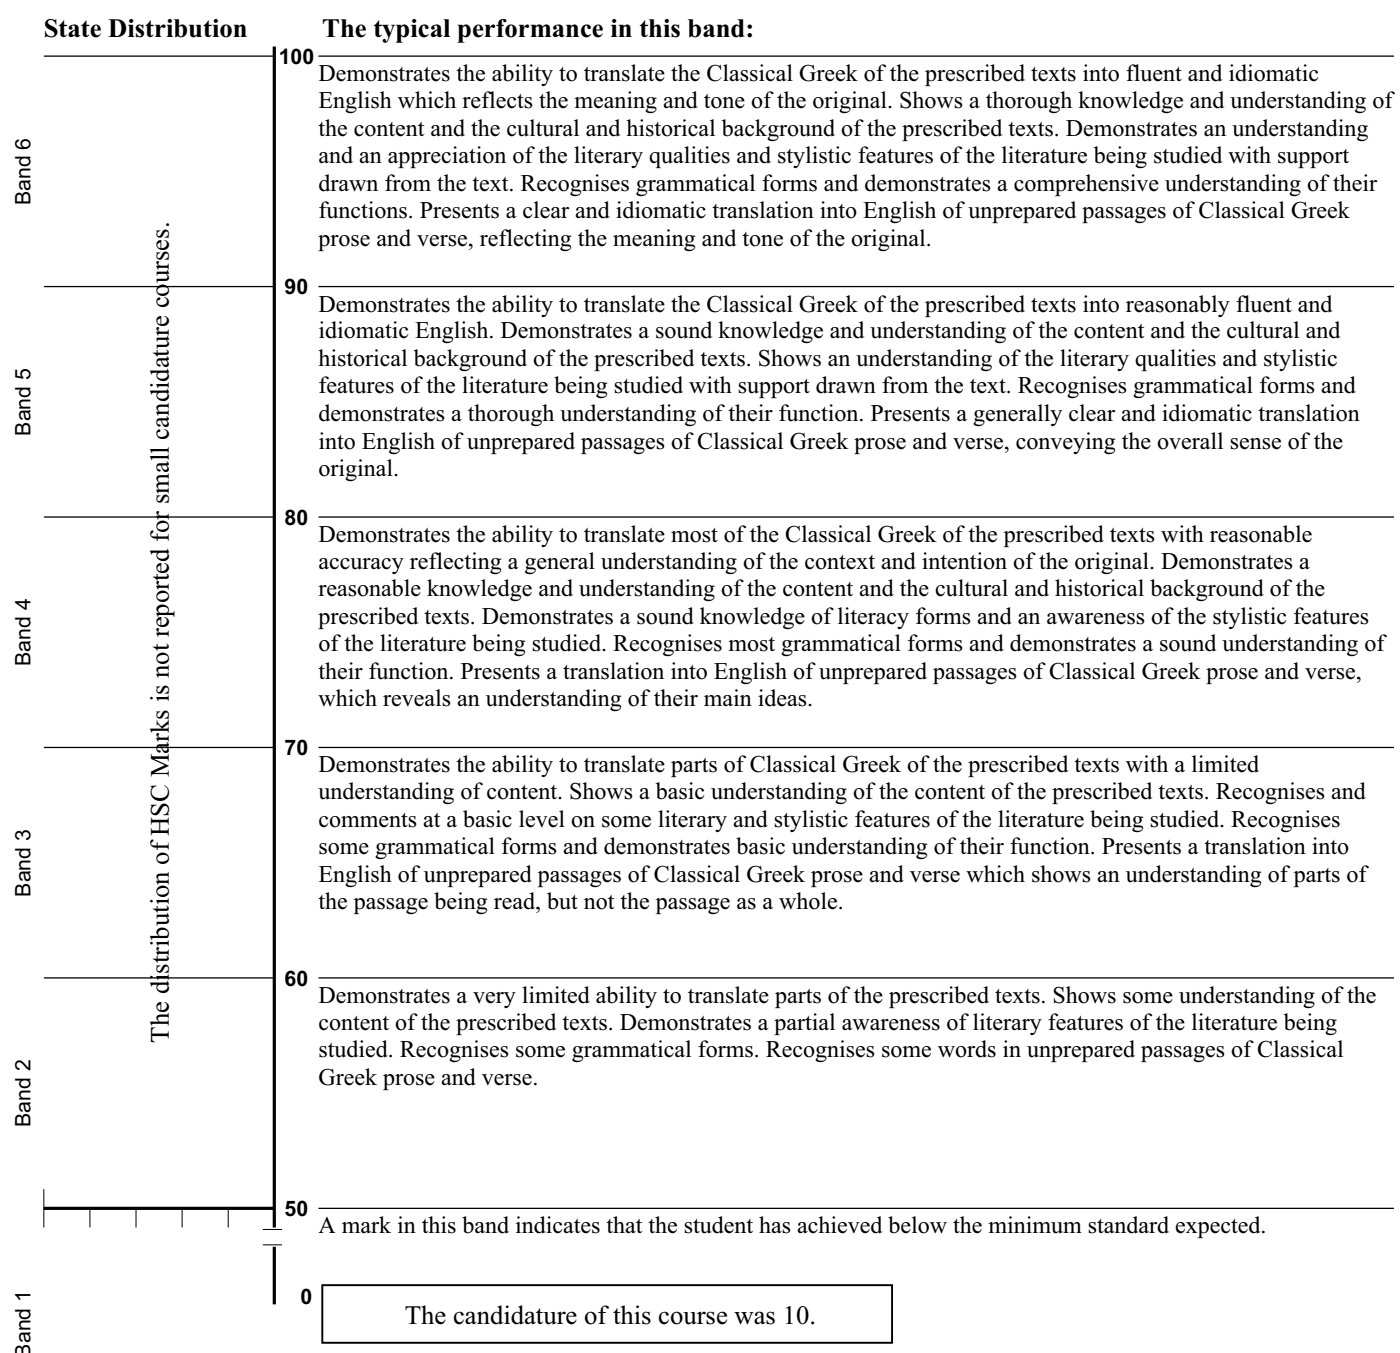 State Distribution
The typical performance in this band:
100
Demonstrates the ability to translate the Classical Greek of the prescribed texts into fluent and idiomatic
English which reflects the meaning and tone of the original. Shows a thorough knowledge and understanding of
the content and the cultural and historical background of the prescribed texts. Demonstrates an understanding
and an appreciation of the literary qualities and stylistic features of the literature being studied with support
drawn from the text. Recognises grammatical forms and demonstrates a comprehensive understanding of their
functions. Presents a clear and idiomatic translation into English of unprepared passages of Classical Greek
prose and verse, reflecting the meaning and tone of the original.
Band 6
90
Demonstrates the ability to translate the Classical Greek of the prescribed texts into reasonably fluent and
idiomatic English. Demonstrates a sound knowledge and understanding of the content and the cultural and
historical background of the prescribed texts. Shows an understanding of the literary qualities and stylistic
features of the literature being studied with support drawn from the text. Recognises grammatical forms and
demonstrates a thorough understanding of their function. Presents a generally clear and idiomatic translation
into English of unprepared passages of Classical Greek prose and verse, conveying the overall sense of the
original.
Band 5
80
Demonstrates the ability to translate most of the Classical Greek of the prescribed texts with reasonable
accuracy reflecting a general understanding of the context and intention of the original. Demonstrates a
reasonable knowledge and understanding of the content and the cultural and historical background of the
prescribed texts. Demonstrates a sound knowledge of literacy forms and an awareness of the stylistic features
of the literature being studied. Recognises most grammatical forms and demonstrates a sound understanding of
their function. Presents a translation into English of unprepared passages of Classical Greek prose and verse,
which reveals an understanding of their main ideas.
Band 4
70
Demonstrates the ability to translate parts of Classical Greek of the prescribed texts with a limited
understanding of content. Shows a basic understanding of the content of the prescribed texts. Recognises and
comments at a basic level on some literary and stylistic features of the literature being studied. Recognises
some grammatical forms and demonstrates basic understanding of their function. Presents a translation into
English of unprepared passages of Classical Greek prose and verse which shows an understanding of parts of
the passage being read, but not the passage as a whole.
Band 3
60
Demonstrates a very limited ability to translate parts of the prescribed texts. Shows some understanding of the
content of the prescribed texts. Demonstrates a partial awareness of literary features of the literature being
studied. Recognises some grammatical forms. Recognises some words in unprepared passages of Classical
Greek prose and verse.
Band 2
50
A mark in this band indicates that the student has achieved below the minimum standard expected.
0
Band 1
The distribution of HSC Marks is not reported for small candidature courses.
The candidature of this course was 10.